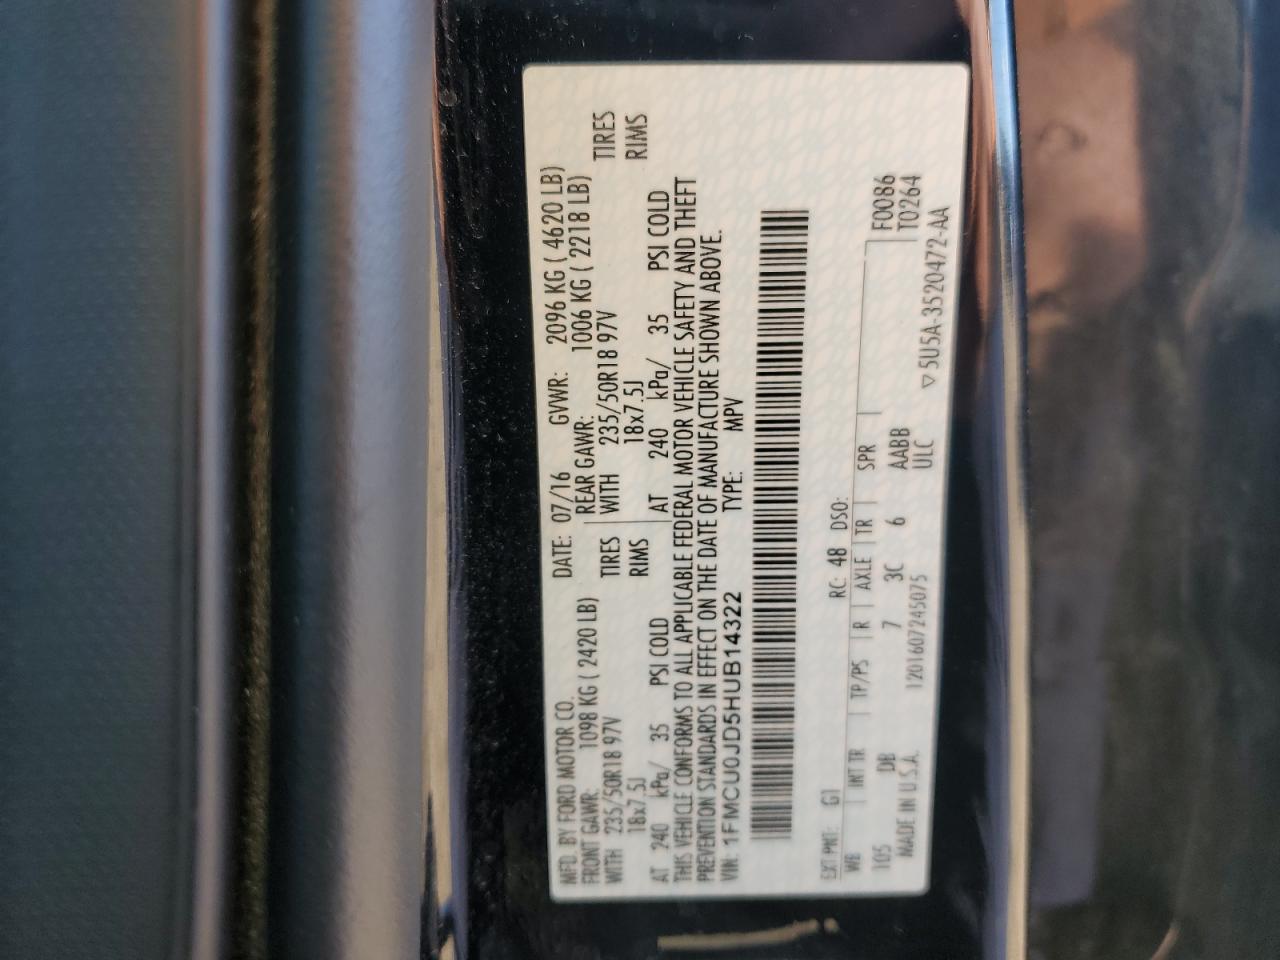 MFD. BY FORD MOTOR CO. DATE: 07/16 GVWR: 2096 KG ( 4620 LB)
FRONT GAWR: 1098 KG ( 2420 LB) REAR GAWR: 1006 KG ( 2218 LB)
WITH 235/50R18 97V TIRES WITH 235/50R18 97V TIRES
18x7.5J RIMS 18x7.5J RIMS
AT 240 kPa/ 35 PSI COLD AT 240 kPa/ 35 PSI COLD
THIS VEHICLE CONFORMS TO ALL APPLICABLE FEDERAL MOTOR VEHICLE SAFETY AND THEFT
PREVENTION STANDARDS IN EFFECT ON THE DATE OF MANUFACTURE SHOWN ABOVE.
VIN: 1FMCU0JD5HUB14322 TYPE: MPV
EXT PNT: G1 RC: 48 DSO:
WB INT TR TP/PS R AXLE TR SPR F0086
105 DB 7 3C 6 AABB T0264
MADE IN U.S.A. 1201607245075 ULC ▽5U5A-3520472-AA